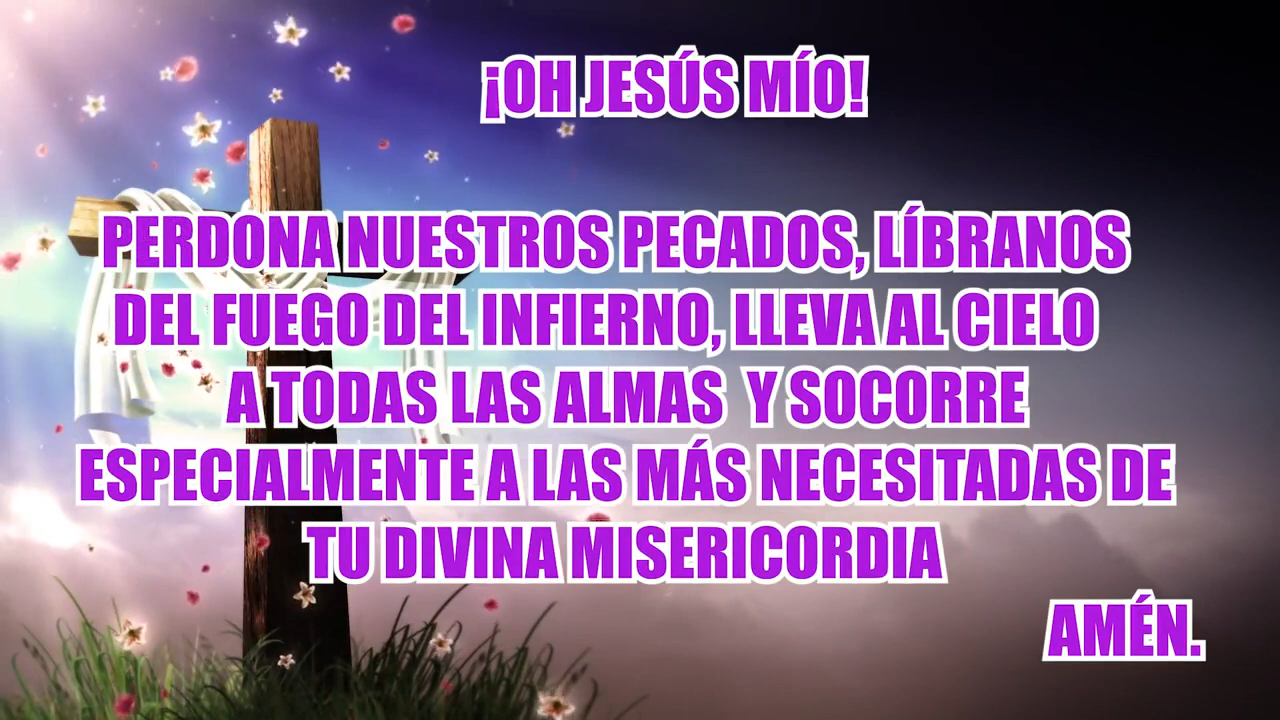 ¡OH JESÚS MÍO!
PERDONA NUESTROS PECADOS, LÍBRANOS
DEL FUEGO DEL INFIERNO, LLEVA AL CIELO
A TODAS LAS ALMAS Y SOCORRE
ESPECIALMENTE A LAS MÁS NECESITADAS DE
TU DIVINA MISERICORDIA
AMÉN.